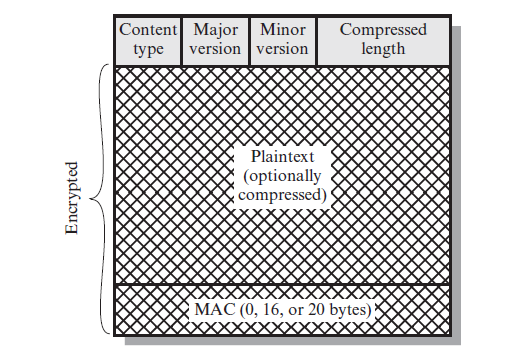 Content Major Minor Compressed
type version version length
Encrypted
Plaintext
(optionally
compressed)
MAC (0, 16, or 20 bytes)